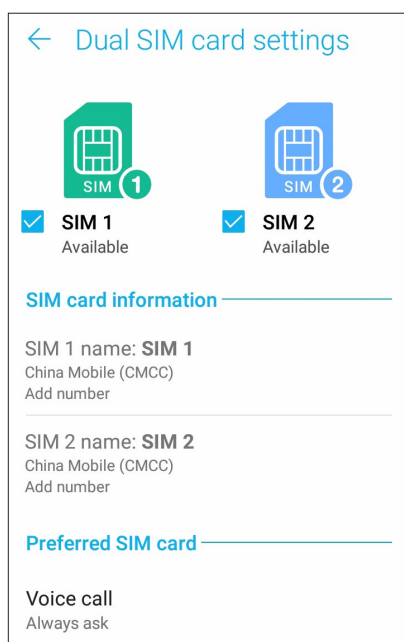 Dual SIM card settings
SIM 1
SIM 2
SIM 1
SIM 2
Available
Available
SIM card information
SIM 1 name: SIM 1
China Mobile (CMCC)
Add number
SIM 2 name: SIM 2
China Mobile (CMCC)
Add number
Preferred SIM card
Voice call
Always ask